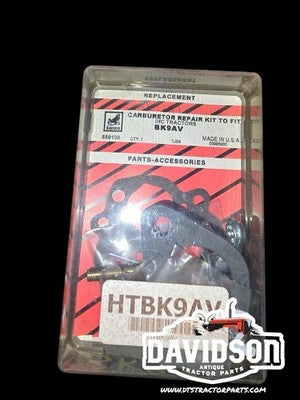 REPLACEMENT
CARBURETOR REPAIR KIT TO FIT
IHC TRACTORS
BK9AV
QTY. 1
MADE IN U.S.A.
PARTS-ACCESSORIES
HTBK9AV
DAVIDSON
ANTIQUE
TRACTOR PARTS
WWW.DTSTRACTORPARTS.COM